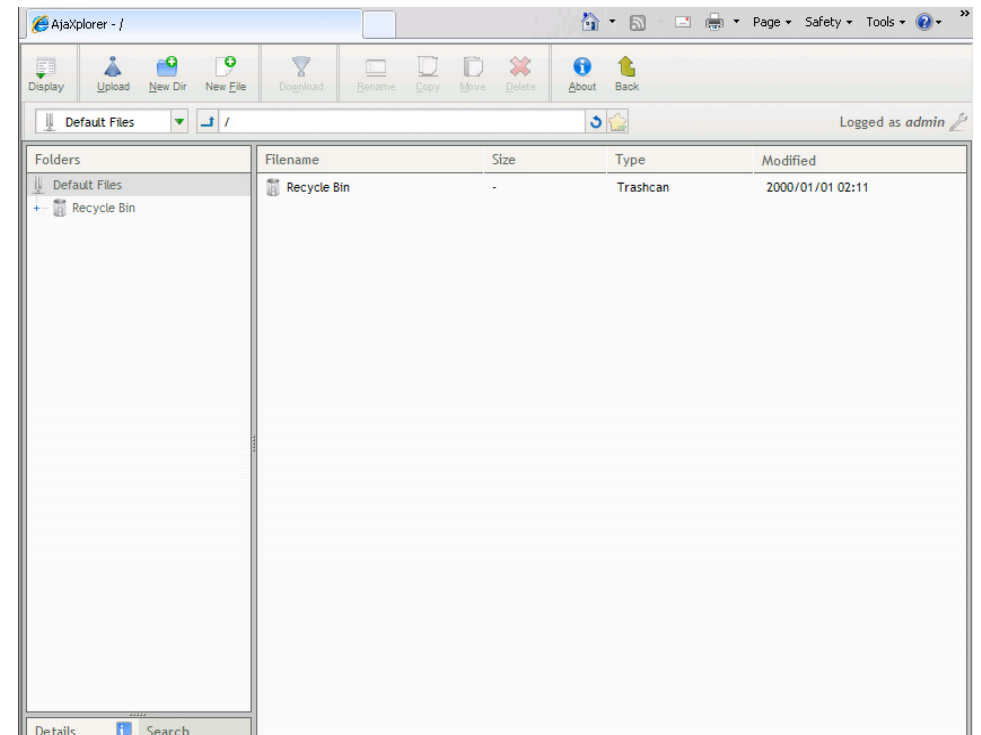 AjaXplorer - /
Page Safety Tools »
Display Upload New Dir New File Download Rename Copy Move Delete About Back
Default Files / Logged as admin
Folders Filename Size Type Modified
Default Files Recycle Bin - Trashcan 2000/01/01 02:11
Recycle Bin
Details Search